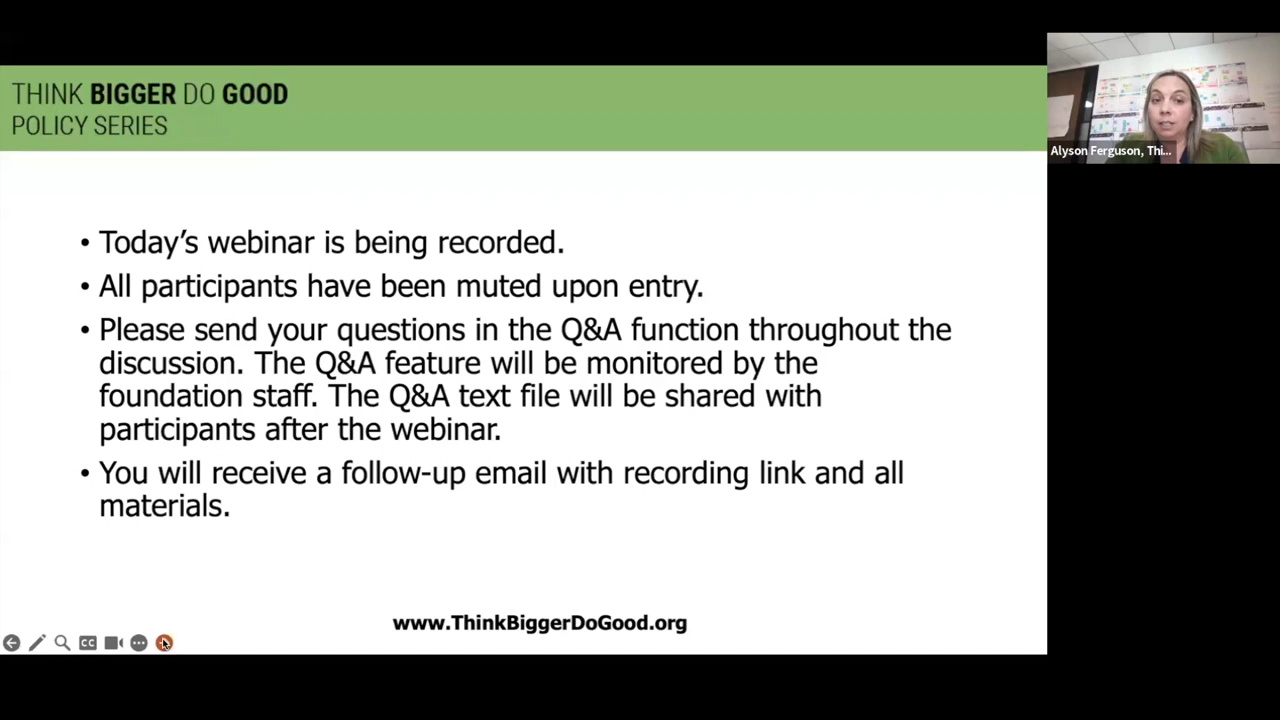 THINK BIGGER DO GOOD
POLICY SERIES
• Today's webinar is being recorded.
• All participants have been muted upon entry.
• Please send your questions in the Q&A function throughout the
discussion. The Q&A feature will be monitored by the
foundation staff. The Q&A text file will be shared with
participants after the webinar.
• You will receive a follow-up email with recording link and all
materials.
www.ThinkBiggerDoGood.org
CC
Alyson Ferguson, Thi...